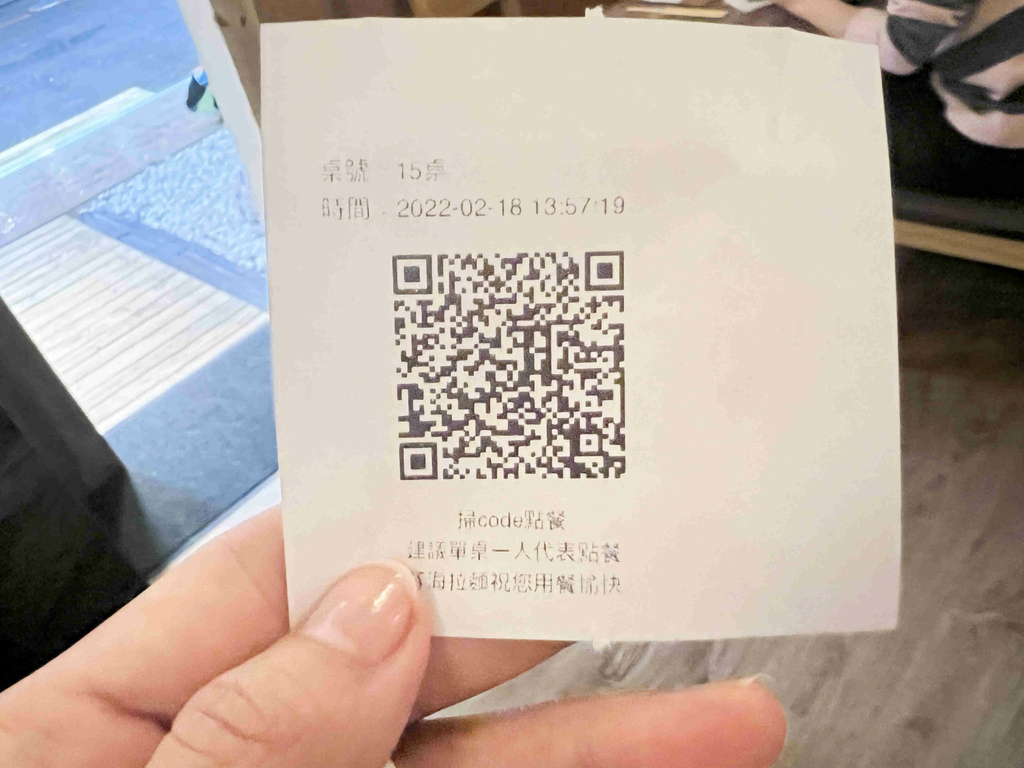 桌號 15桌
時間 2022-02-18 13:57:19
掃code點餐
建議單桌一人代表點餐
海拉麵祝您用餐愉快